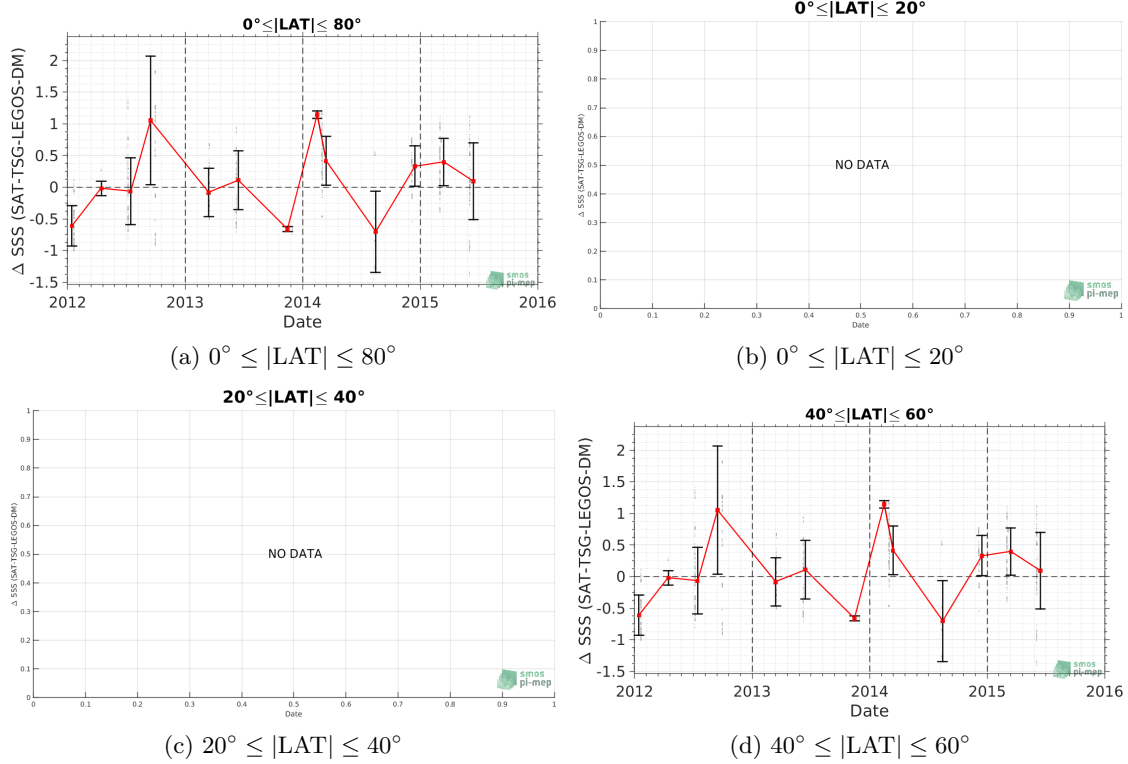 0°≤|LAT|≤ 80°
Δ SSS (SAT-TSG-LEGOS-DM)
2
1.5
1
0.5
0
-0.5
-1
-1.5
2012 2013 2014 2015 2016
Date
smos
pi-mep
(a) 0° ≤ |LAT| ≤ 80°
0°≤|LAT|≤ 20°
Δ SSS (SAT-TSG-LEGOS-DM)
1
0.9
0.8
0.7
0.6
0.5
0.4
0.3
0.2
0.1
0
NO DATA
0 0.1 0.2 0.3 0.4 0.5 0.6 0.7 0.8 0.9 1
Date
smos
pi-mep
(b) 0° ≤ |LAT| ≤ 20°
20°≤|LAT|≤ 40°
Δ SSS (SAT-TSG-LEGOS-DM)
1
0.9
0.8
0.7
0.6
0.5
0.4
0.3
0.2
0.1
0
NO DATA
0 0.1 0.2 0.3 0.4 0.5 0.6 0.7 0.8 0.9 1
Date
smos
pi-mep
(c) 20° ≤ |LAT| ≤ 40°
40°≤|LAT|≤ 60°
Δ SSS (SAT-TSG-LEGOS-DM)
2
1.5
1
0.5
0
-0.5
-1
-1.5
2012 2013 2014 2015 2016
Date
smos
pi-mep
(d) 40° ≤ |LAT| ≤ 60°